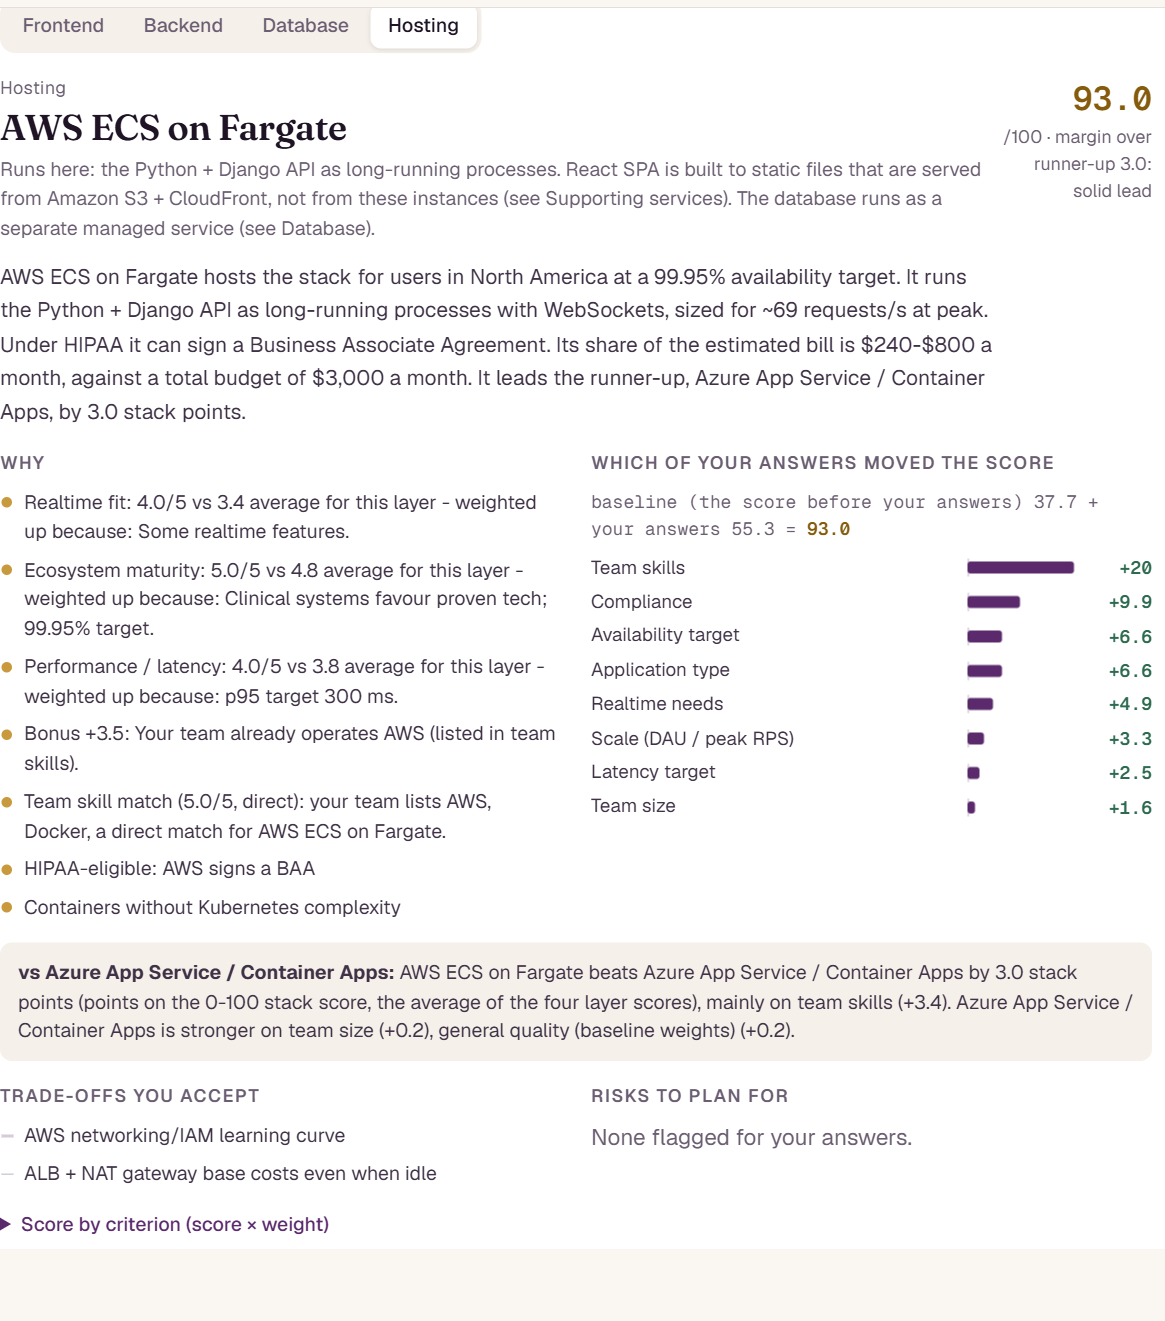 Frontend Backend Database Hosting
Hosting
AWS ECS on Fargate
93.0
/100 · margin over
runner-up 3.0:
solid lead
Runs here: the Python + Django API as long-running processes. React SPA is built to static files that are served
from Amazon S3 + CloudFront, not from these instances (see Supporting services). The database runs as a
separate managed service (see Database).
AWS ECS on Fargate hosts the stack for users in North America at a 99.95% availability target. It runs
the Python + Django API as long-running processes with WebSockets, sized for ~69 requests/s at peak.
Under HIPAA it can sign a Business Associate Agreement. Its share of the estimated bill is $240-$800 a
month, against a total budget of $3,000 a month. It leads the runner-up, Azure App Service / Container
Apps, by 3.0 stack points.
WHY
Realtime fit: 4.0/5 vs 3.4 average for this layer - weighted
up because: Some realtime features.
Ecosystem maturity: 5.0/5 vs 4.8 average for this layer -
weighted up because: Clinical systems favour proven tech;
99.95% target.
Performance / latency: 4.0/5 vs 3.8 average for this layer -
weighted up because: p95 target 300 ms.
Bonus +3.5: Your team already operates AWS (listed in team
skills).
Team skill match (5.0/5, direct): your team lists AWS,
Docker, a direct match for AWS ECS on Fargate.
HIPAA-eligible: AWS signs a BAA
Containers without Kubernetes complexity
WHICH OF YOUR ANSWERS MOVED THE SCORE
baseline (the score before your answers) 37.7 +
your answers 55.3 = 93.0
Team skills +20
Compliance +9.9
Availability target +6.6
Application type +6.6
Realtime needs +4.9
Scale (DAU / peak RPS) +3.3
Latency target +2.5
Team size +1.6
vs Azure App Service / Container Apps: AWS ECS on Fargate beats Azure App Service / Container Apps by 3.0 stack
points (points on the 0-100 stack score, the average of the four layer scores), mainly on team skills (+3.4). Azure App Service /
Container Apps is stronger on team size (+0.2), general quality (baseline weights) (+0.2).
TRADE-OFFS YOU ACCEPT
AWS networking/IAM learning curve
ALB + NAT gateway base costs even when idle
RISKS TO PLAN FOR
None flagged for your answers.
Score by criterion (score × weight)